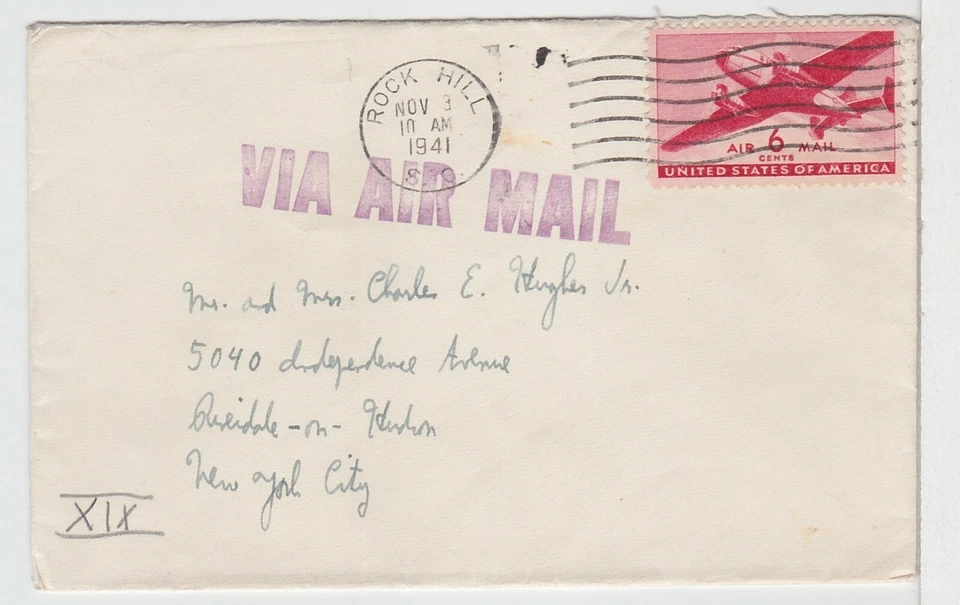 ROCK HILL
NOV 3
10 AM
1941
S. C.
AIR 6 MAIL
CENTS
UNITED STATES OF AMERICA
VIA AIR MAIL
Mr. and Mrs. Charles E. Hughes Jr.
5040 Independence Avenue
Riverdale-on-Hudson
New York City
XIX